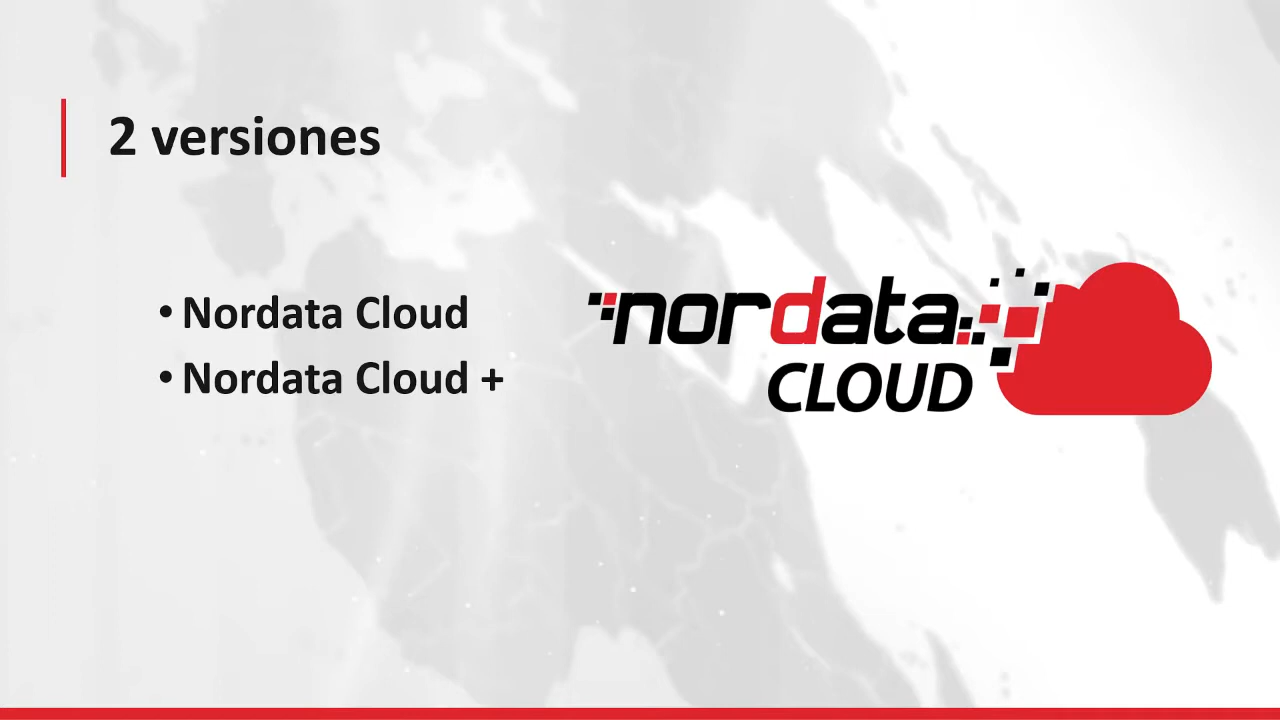 2 versiones
• Nordata Cloud
• Nordata Cloud +
nordata
CLOUD